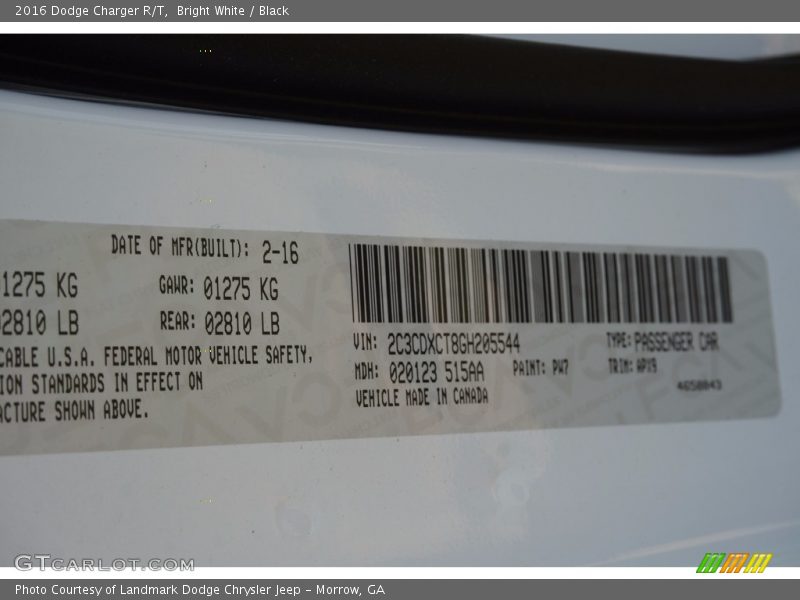 2016 Dodge Charger R/T, Bright White / Black
DATE OF MFR(BUILT): 2-16
1275 KG GAWR: 01275 KG
2810 LB REAR: 02810 LB
CABLE U.S.A. FEDERAL MOTOR VEHICLE SAFETY,
ION STANDARDS IN EFFECT ON
ACTURE SHOWN ABOVE.
VIN: 2C3CDXCT8GH205544 TYPE: PASSENGER CAR
MDH: 020123 515AA PAINT: PW7 TRIM: APX9
VEHICLE MADE IN CANADA
4658043
GTCARLOT.COM
Photo Courtesy of Landmark Dodge Chrysler Jeep – Morrow, GA